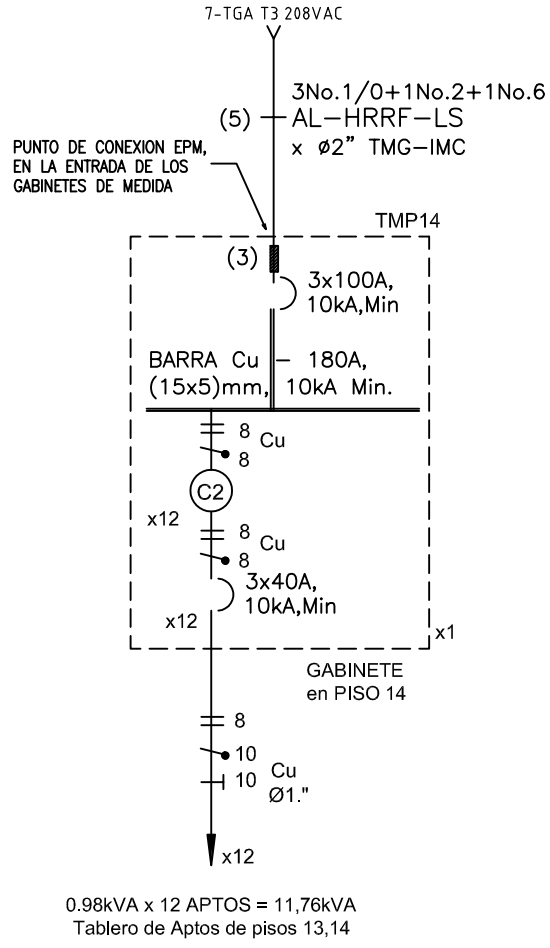 7-TGA T3 208VAC
3No.1/0+1No.2+1No.6
(5) AL-HRRF-LS
x Ø2" TMG-IMC
PUNTO DE CONEXION EPM,
EN LA ENTRADA DE LOS
GABINETES DE MEDIDA
TMP14
(3)
3x100A,
10kA,Min
BARRA Cu - 180A,
(15x5)mm, 10kA Min.
8 Cu
8
C2
x12
8 Cu
8
3x40A,
10kA,Min
x12
x1
GABINETE
en PISO 14
8
10
Cu
10
Ø1."
x12
0.98kVA x 12 APTOS = 11,76kVA
Tablero de Aptos de pisos 13,14